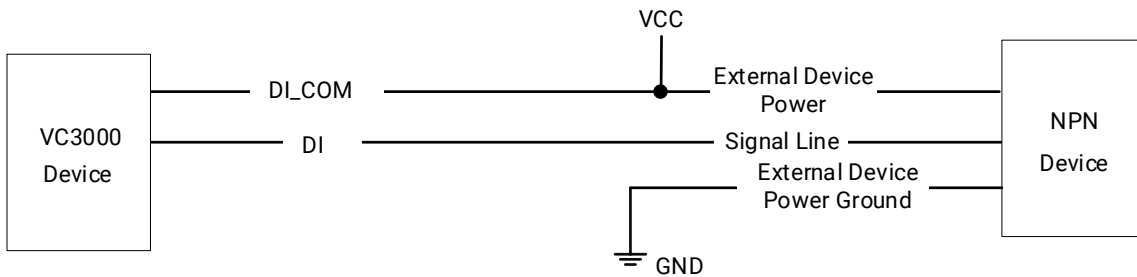 VCC
VC3000
Device
DI_COM
DI
External Device
Power
Signal Line
External Device
Power Ground
GND
NPN
Device